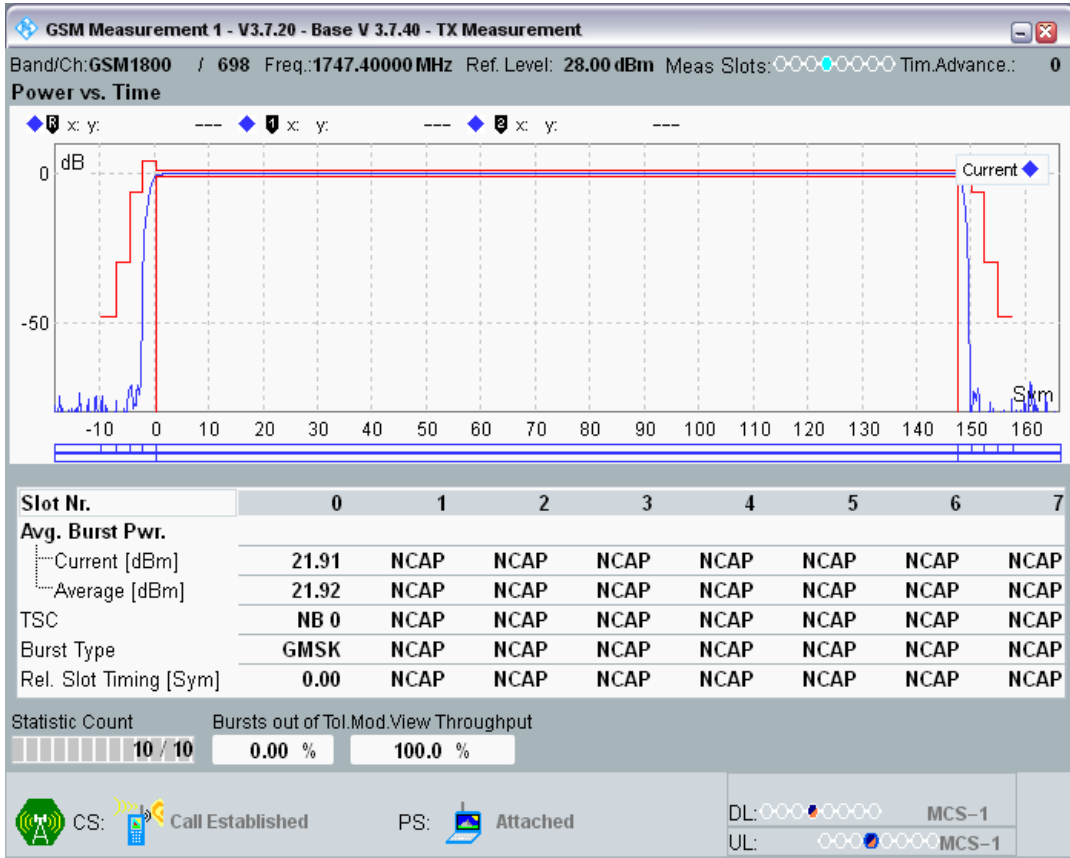 GSM Measurement 1 - V3.7.20 - Base V 3.7.40 - TX Measurement
Band/Ch:GSM1800 / 698 Freq.:1747.40000 MHz Ref. Level: 28.00 dBm Meas Slots: Tim.Advance.: 0
Power vs. Time
R x: y: --- 1 x: y: --- 2 x: y: ---
dB
Current
0
-50
Sym
-10 0 10 20 30 40 50 60 70 80 90 100 110 120 130 140 150 160
Slot Nr. 0 1 2 3 4 5 6 7
Avg. Burst Pwr.
Current [dBm] 21.91 NCAP NCAP NCAP NCAP NCAP NCAP NCAP
Average [dBm] 21.92 NCAP NCAP NCAP NCAP NCAP NCAP NCAP
TSC NB 0 NCAP NCAP NCAP NCAP NCAP NCAP NCAP
Burst Type GMSK NCAP NCAP NCAP NCAP NCAP NCAP NCAP
Rel. Slot Timing [Sym] 0.00 NCAP NCAP NCAP NCAP NCAP NCAP NCAP
Statistic Count Bursts out of Tol.Mod.View Throughput
10 / 10 0.00 % 100.0 %
CS: Call Established PS: Attached
DL: MCS-1
UL: MCS-1